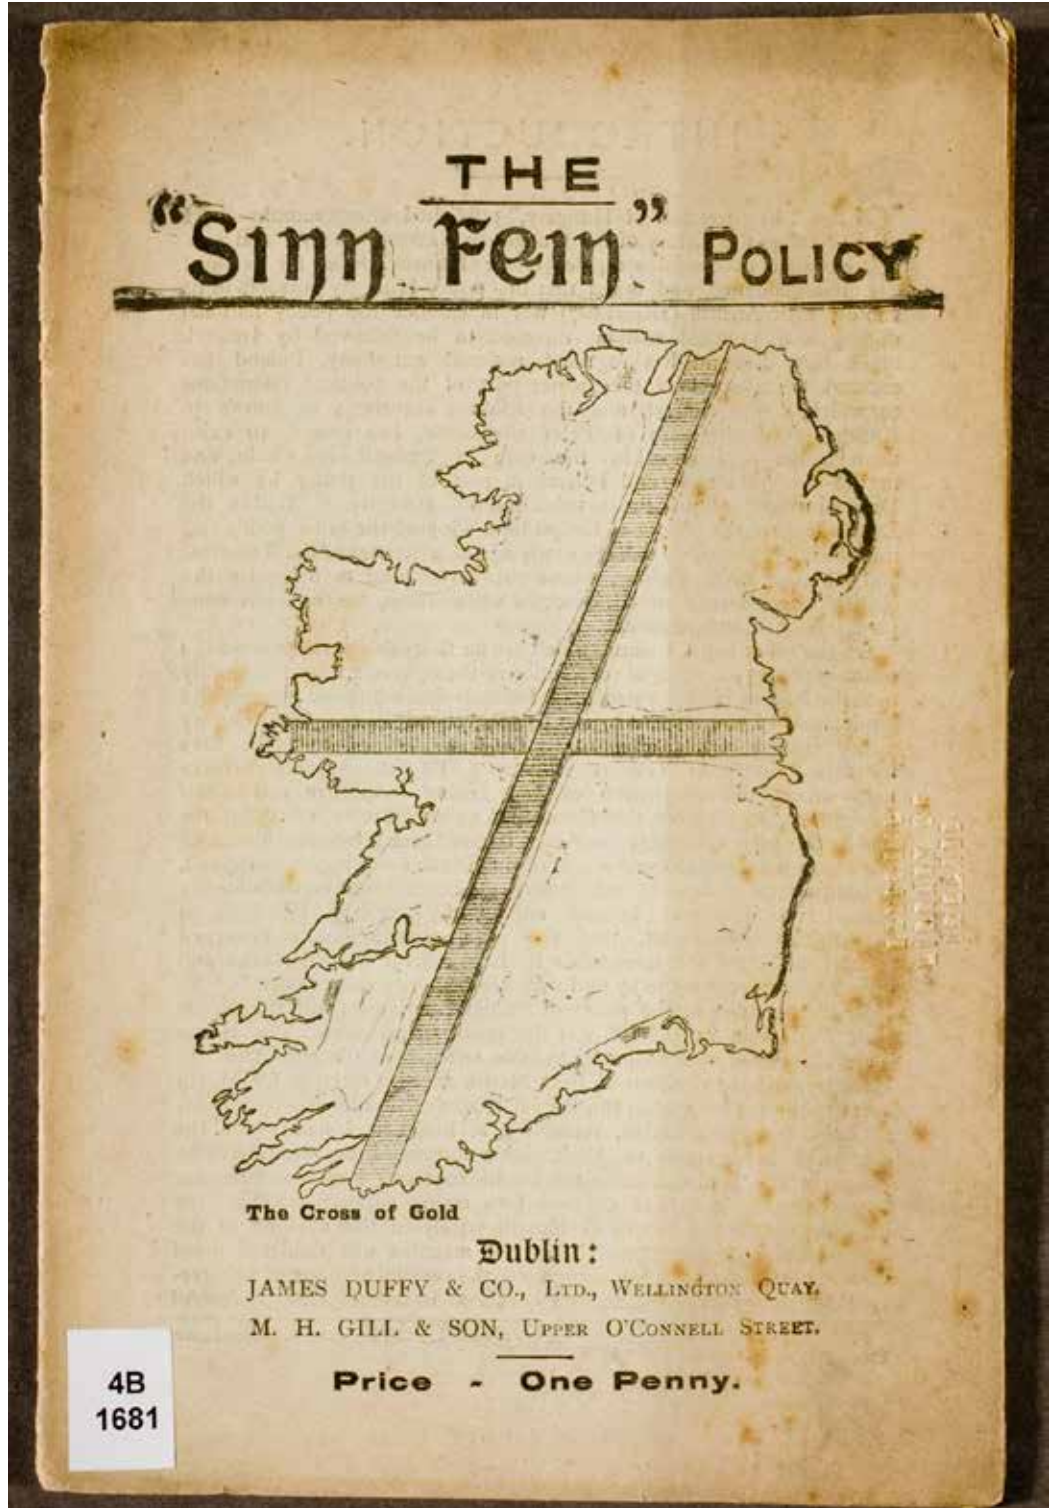 THE
"Sinn Fein" POLICY
The Cross of Gold
Dublin:
JAMES DUFFY & CO., LTD., WELLINGTON QUAY.
M. H. GILL & SON, UPPER O'CONNELL STREET.
Price - One Penny.
4B
1681